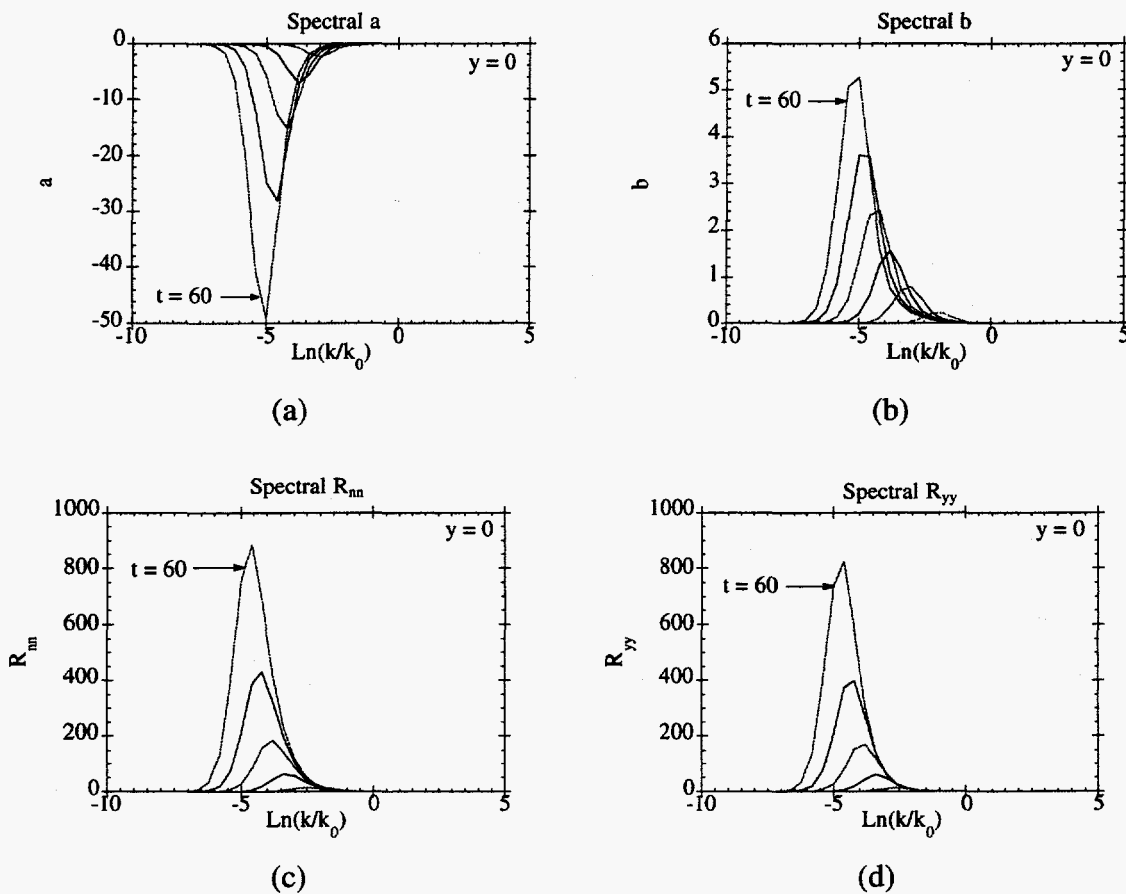 Spectral a
0
-10
-20
-30
-40
-50
a
y = 0
t = 60
-10
-5
0
5
Ln(k/k0)
(a)
Spectral b
6
5
4
3
2
1
0
b
y = 0
t = 60
-10
-5
0
5
Ln(k/k0)
(b)
Spectral Rnn
1000
800
600
400
200
0
Rnn
y = 0
t = 60
-10
-5
0
5
Ln(k/k0)
(c)
Spectral Ryy
1000
800
600
400
200
0
Ryy
y = 0
t = 60
-10
-5
0
5
Ln(k/k0)
(d)